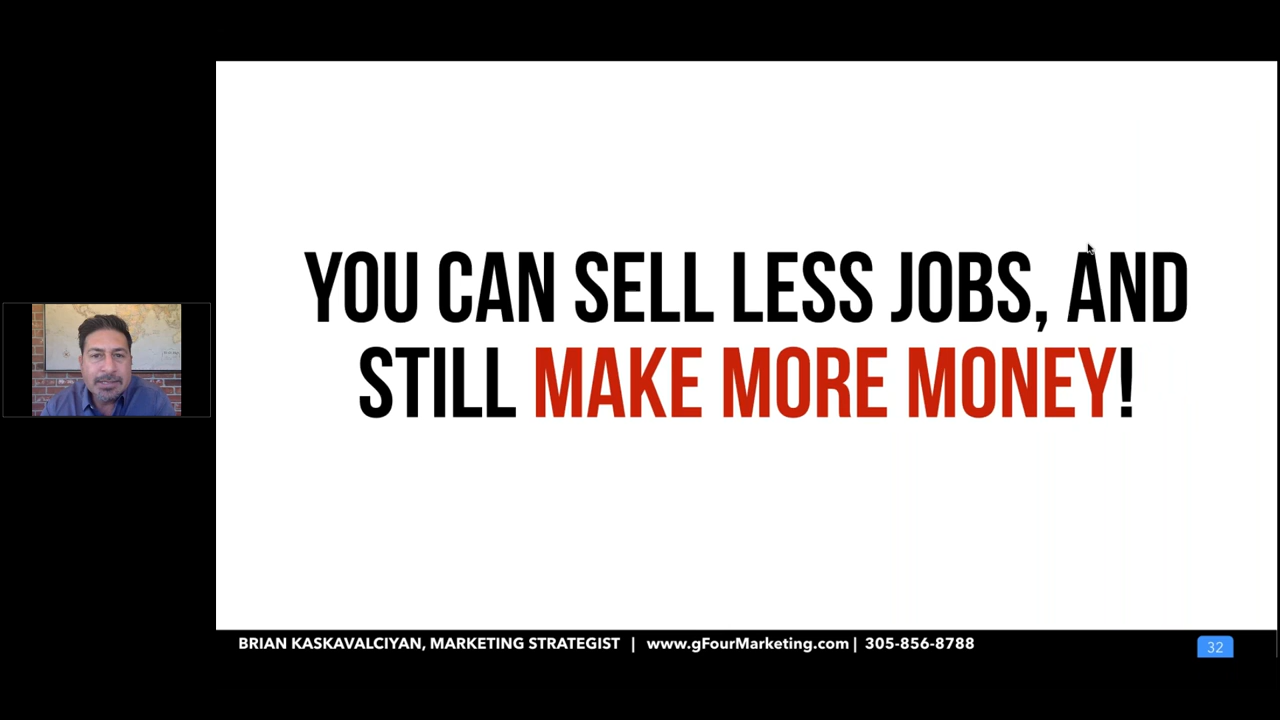 YOU CAN SELL LESS JOBS, AND
STILL MAKE MORE MONEY!
BRIAN KASKAVALCIYAN, MARKETING STRATEGIST | www.gFourMarketing.com | 305-856-8788
32